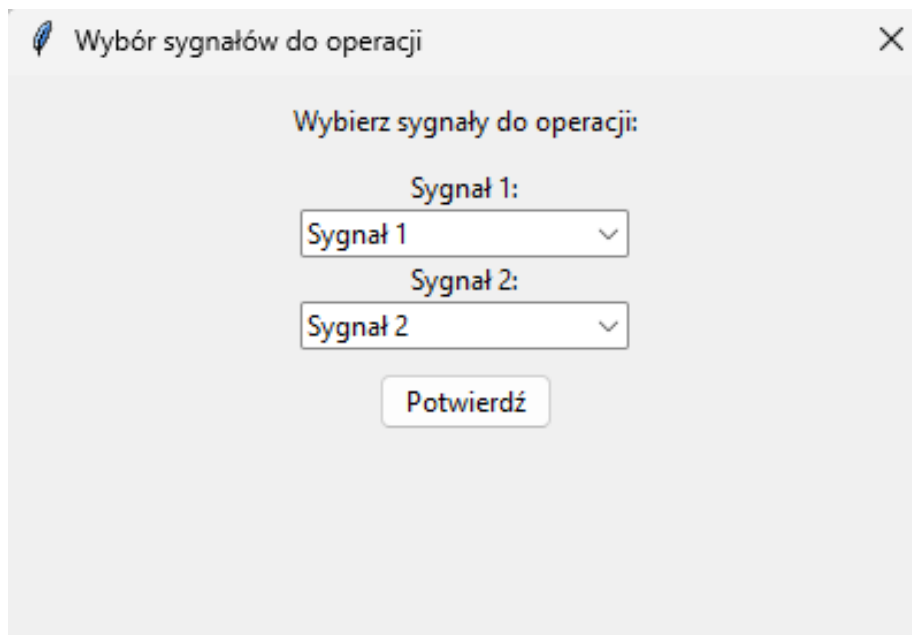 Wybór sygnałów do operacji
Wybierz sygnały do operacji:
Sygnał 1:
Sygnał 1
Sygnał 2:
Sygnał 2
Potwierdź